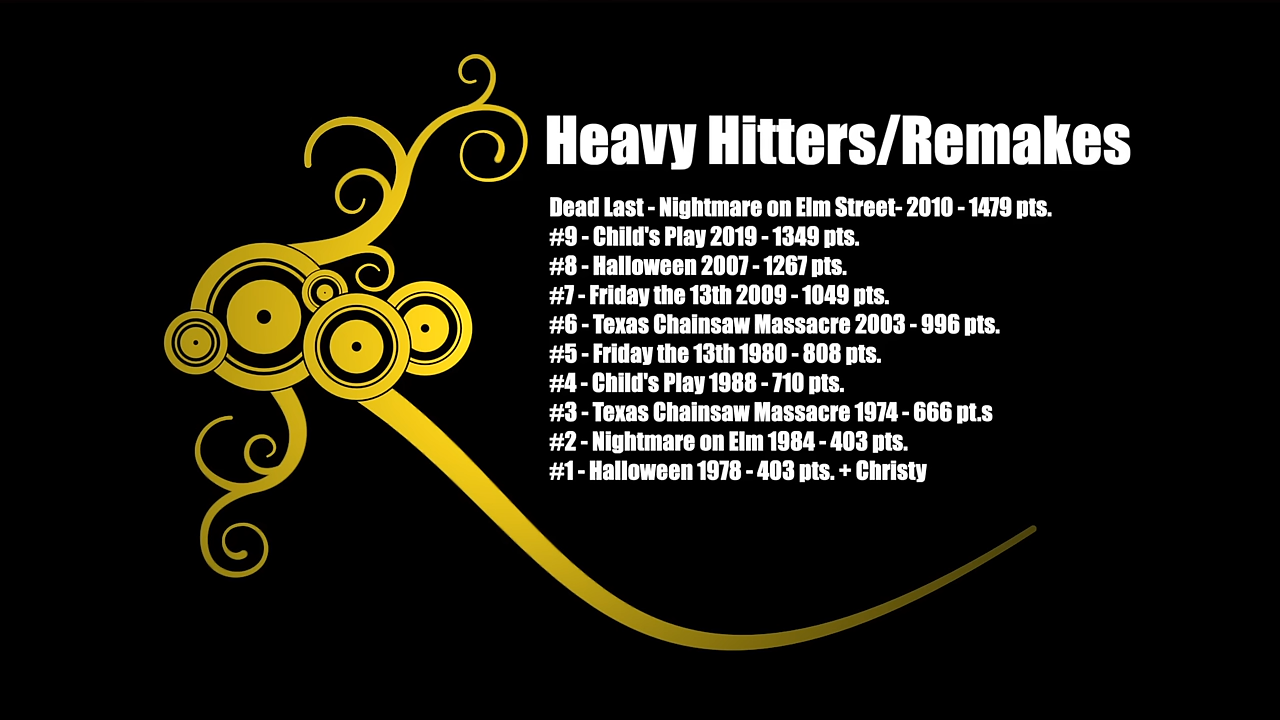 Heavy Hitters/Remakes
Dead Last - Nightmare on Elm Street- 2010 - 1479 pts.
#9 - Child's Play 2019 - 1349 pts.
#8 - Halloween 2007 - 1267 pts.
#7 - Friday the 13th 2009 - 1049 pts.
#6 - Texas Chainsaw Massacre 2003 - 996 pts.
#5 - Friday the 13th 1980 - 808 pts.
#4 - Child's Play 1988 - 710 pts.
#3 - Texas Chainsaw Massacre 1974 - 666 pt.s
#2 - Nightmare on Elm 1984 - 403 pts.
#1 - Halloween 1978 - 403 pts. + Christy